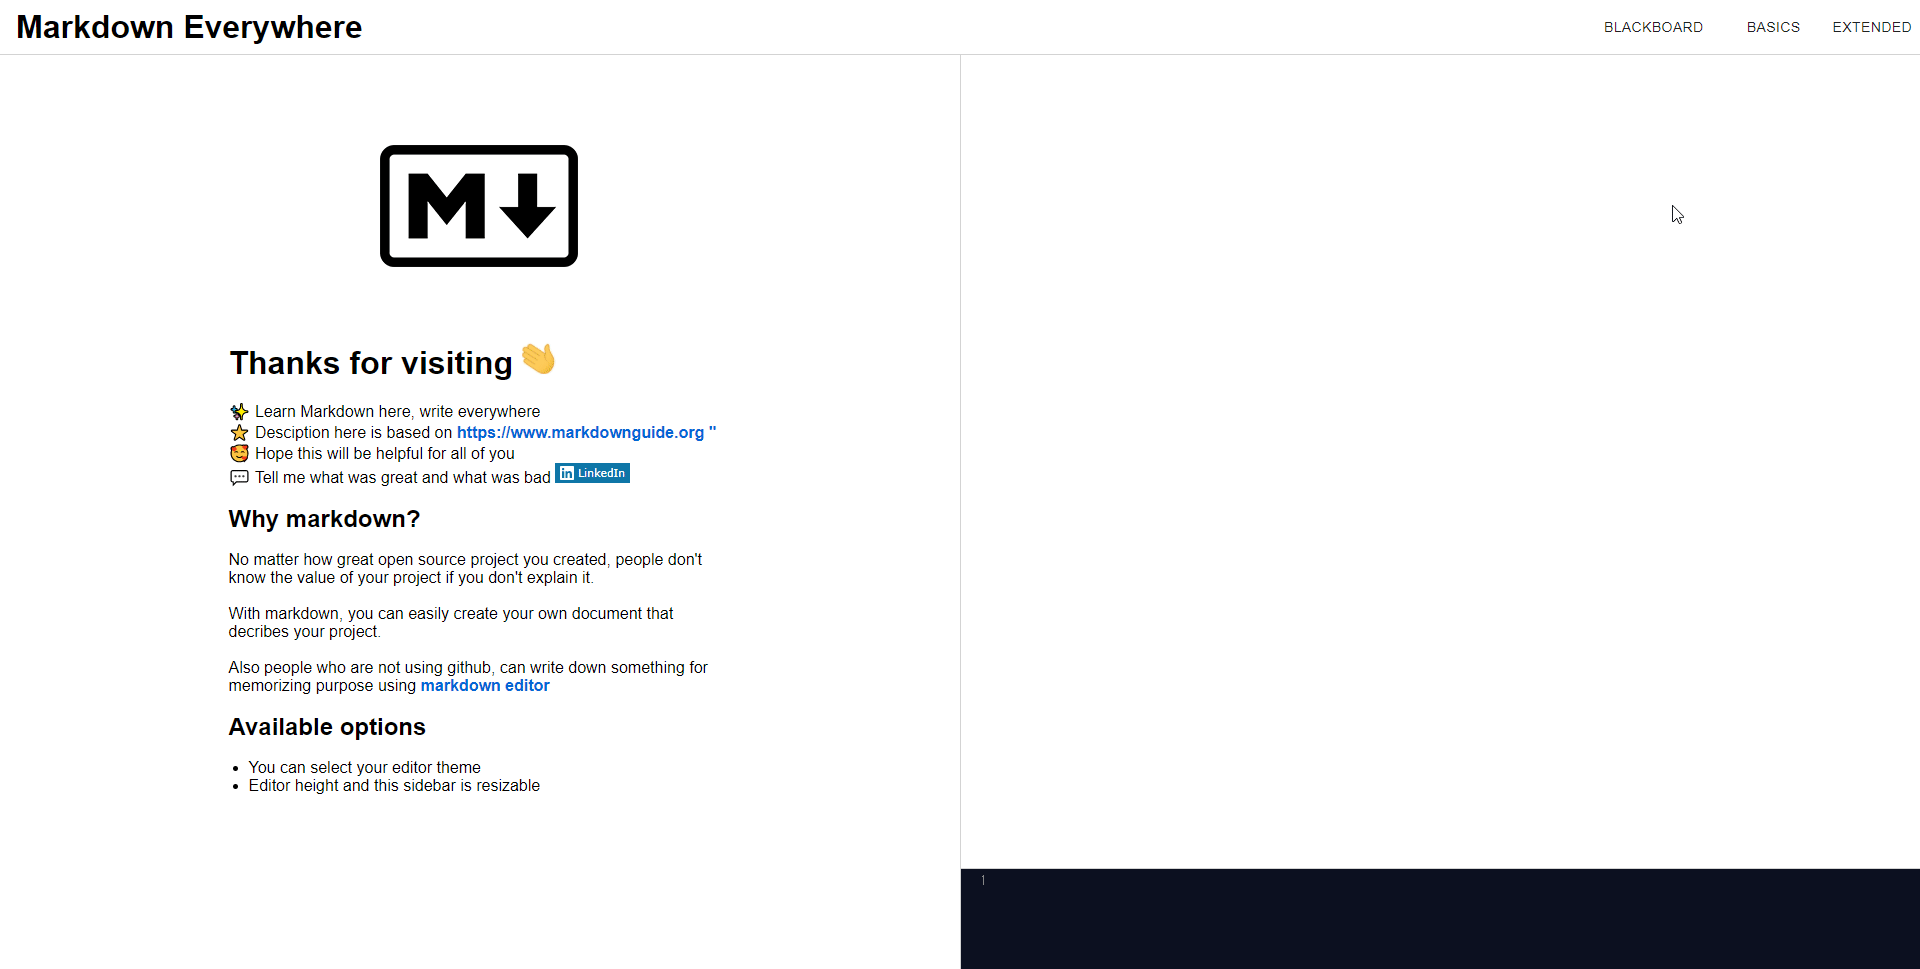 Markdown Everywhere
BLACKBOARD BASICS EXTENDED
M
Thanks for visiting 👋
✨ Learn Markdown here, write everywhere
⭐ Desciption here is based on https://www.markdownguide.org "
🥰 Hope this will be helpful for all of you
💬 Tell me what was great and what was bad in LinkedIn
Why markdown?
No matter how great open source project you created, people don't
know the value of your project if you don't explain it.
With markdown, you can easily create your own document that
decribes your project.
Also people who are not using github, can write down something for
memorizing purpose using markdown editor
Available options
• You can select your editor theme
• Editor height and this sidebar is resizable
1